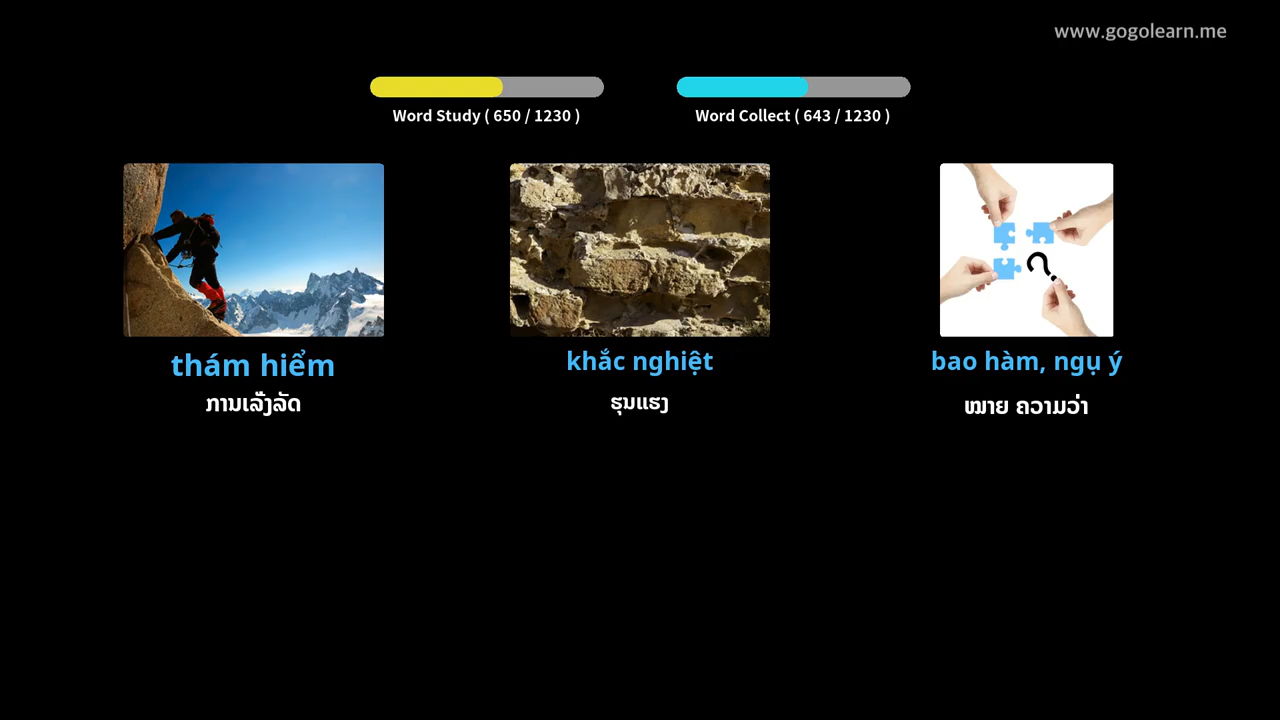 www.gogolearn.me
Word Study ( 650 / 1230 )
Word Collect ( 643 / 1230 )
thám hiểm
ການເລັ່ງລັດ
khắc nghiệt
ຮຸນແຮງ
bao hàm, ngụ ý
ໝາຍ ຄວາມວ່າ